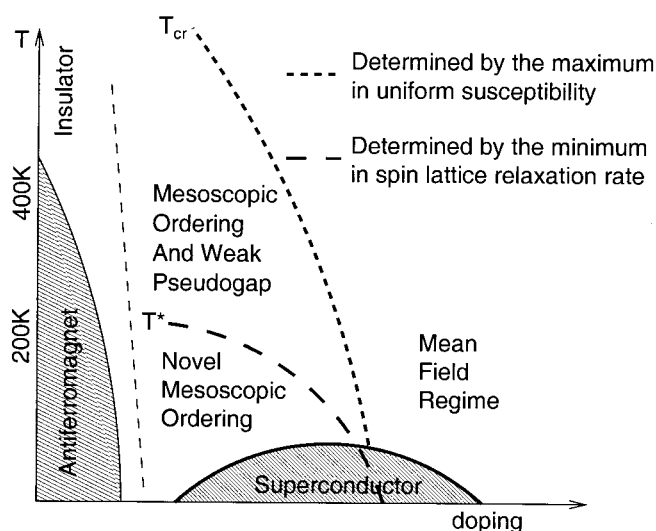 T
T_cr
Determined by the maximum
in uniform susceptibility
Determined by the minimum
in spin lattice relaxation rate
Insulator
400K
200K
Antiferromagnet
Mesoscopic
Ordering
And Weak
Pseudogap
T*
Novel
Mesoscopic
Ordering
Mean
Field
Regime
Superconductor
doping